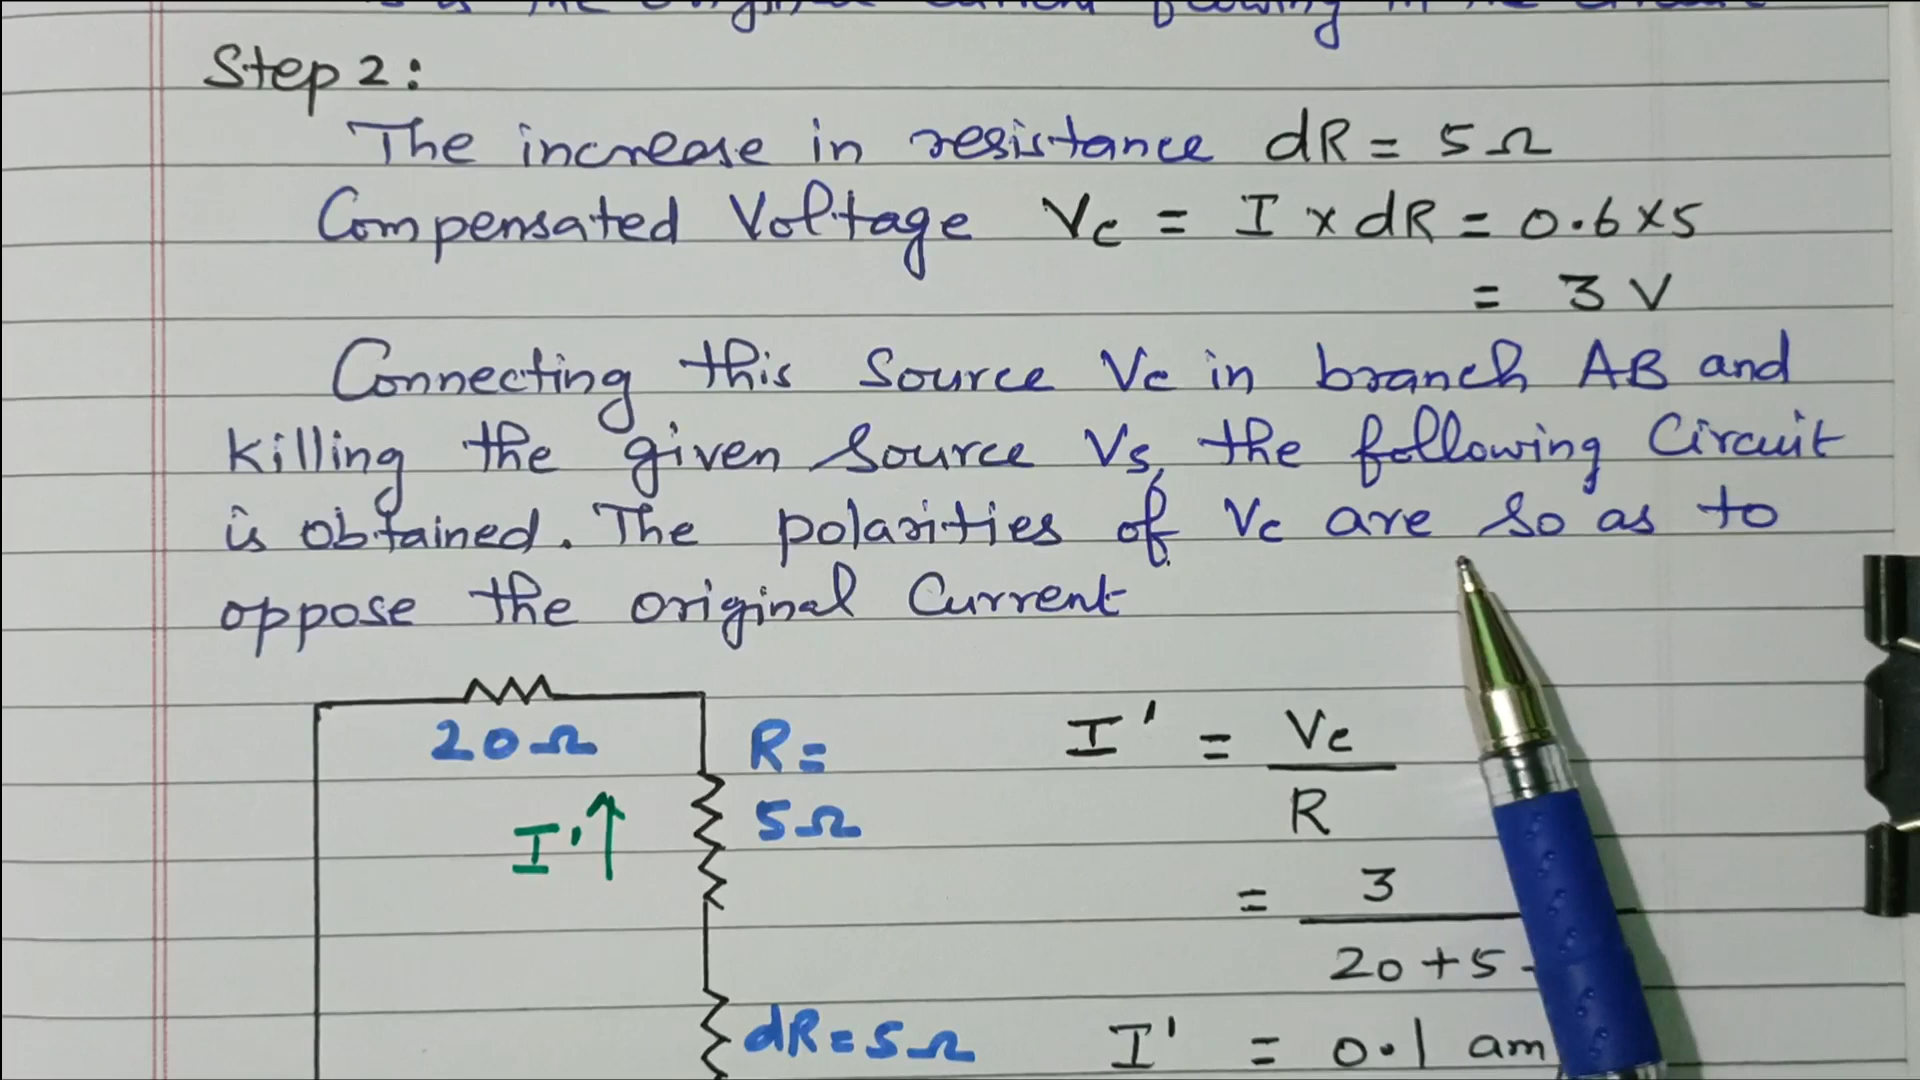 Step 2:
The increase in resistance dR = 5Ω
Compensated Voltage Vc = I x dR = 0.6x5
= 3 V
Connecting this Source Vc in branch AB and
killing the given Source Vs, the following Circuit
is obtained. The polarities of Vc are so as to
oppose the original Current
20Ω
R=
5Ω
I'↑
dR=5Ω
I' = Vc
R
= 3
20+5
I' = 0.1 am